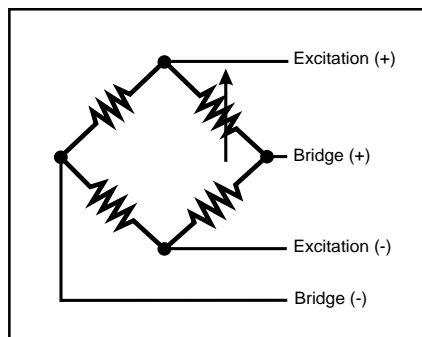 Excitation (+)
Bridge (+)
Excitation (-)
Bridge (-)